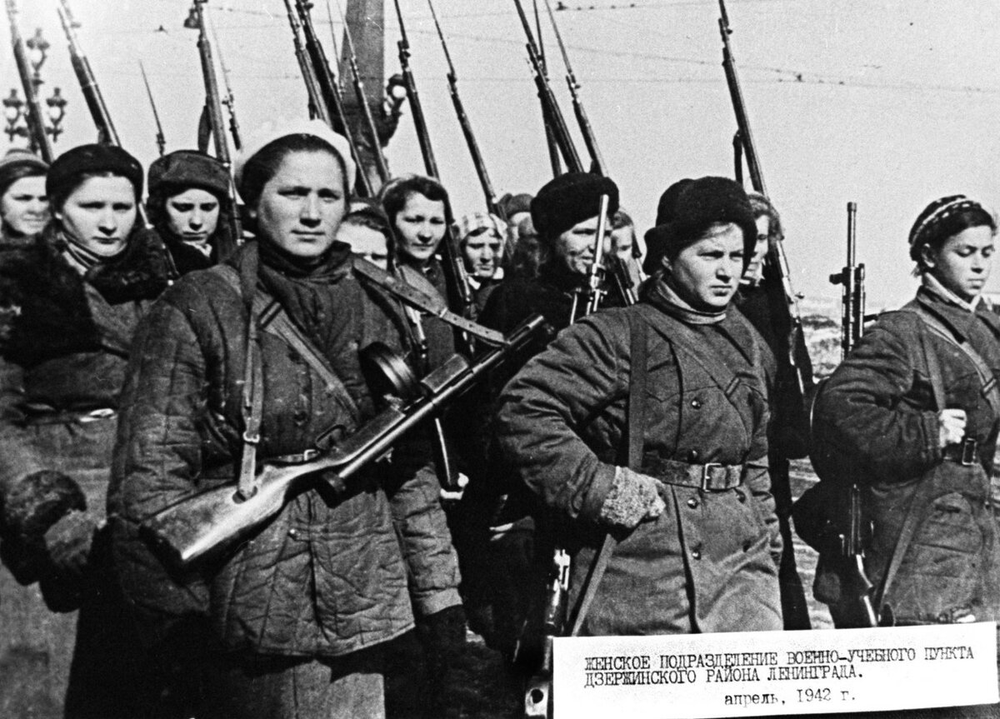 ЖЕНСКОЕ ПОДРАЗДЕЛЕНИЕ ВОЕННО-УЧЕБНОГО ПУНКТА
ДЗЕРЖИНСКОГО РАЙОНА ЛЕНИНГРАДА.
апрель, 1942 г.